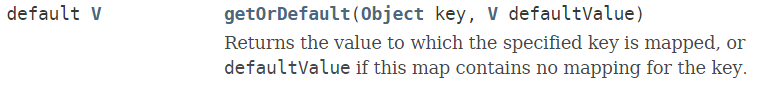 default V getOrDefault(Object key, V defaultValue)
Returns the value to which the specified key is mapped, or
defaultValue if this map contains no mapping for the key.